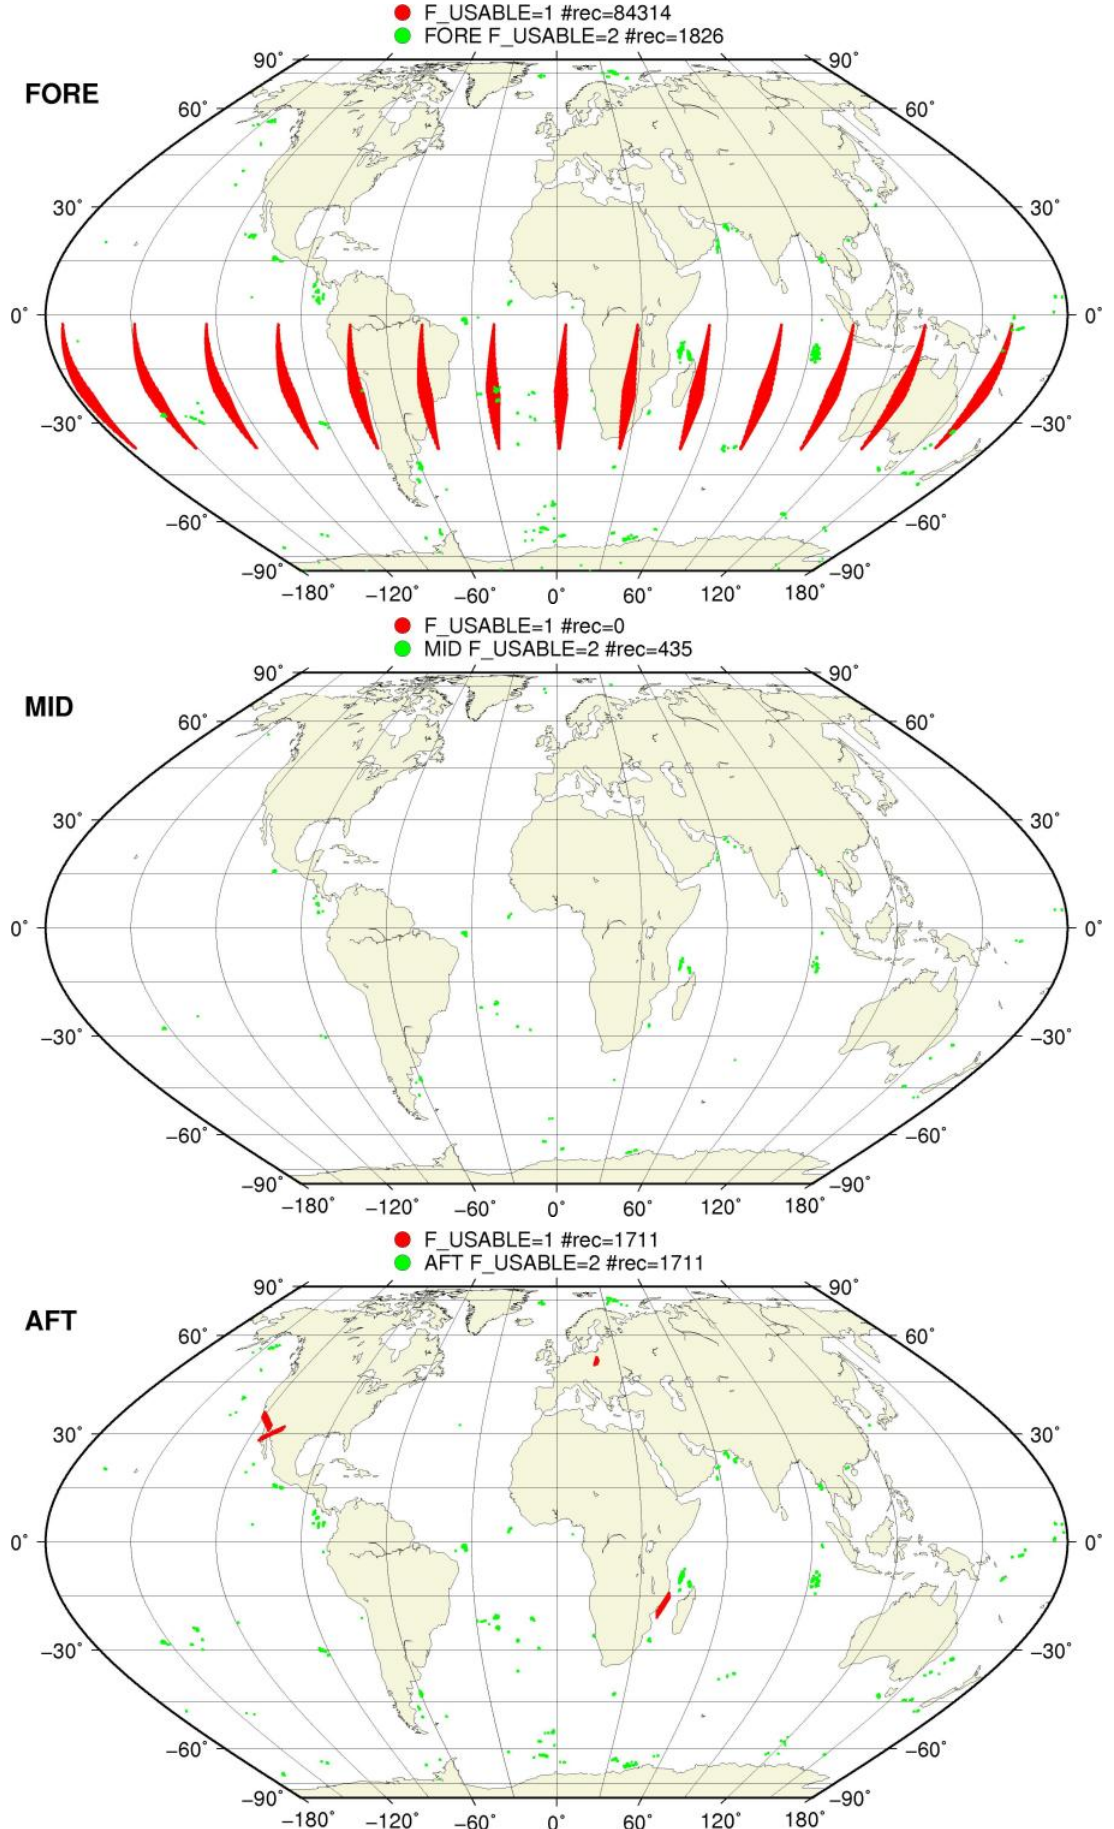 F_USABLE=1 #rec=84314
FORE F_USABLE=2 #rec=1826
FORE
90° 90°
60° 60°
30° 30°
0° 0°
−30° −30°
−60° −60°
−90° −90°
−180° −120° −60° 0° 60° 120° 180°
F_USABLE=1 #rec=0
MID F_USABLE=2 #rec=435
MID
90° 90°
60° 60°
30° 30°
0° 0°
−30° −30°
−60° −60°
−90° −90°
−180° −120° −60° 0° 60° 120° 180°
F_USABLE=1 #rec=1711
AFT F_USABLE=2 #rec=1711
AFT
90° 90°
60° 60°
30° 30°
0° 0°
−30° −30°
−60° −60°
−90° −90°
−180° −120° −60° 0° 60° 120° 180°